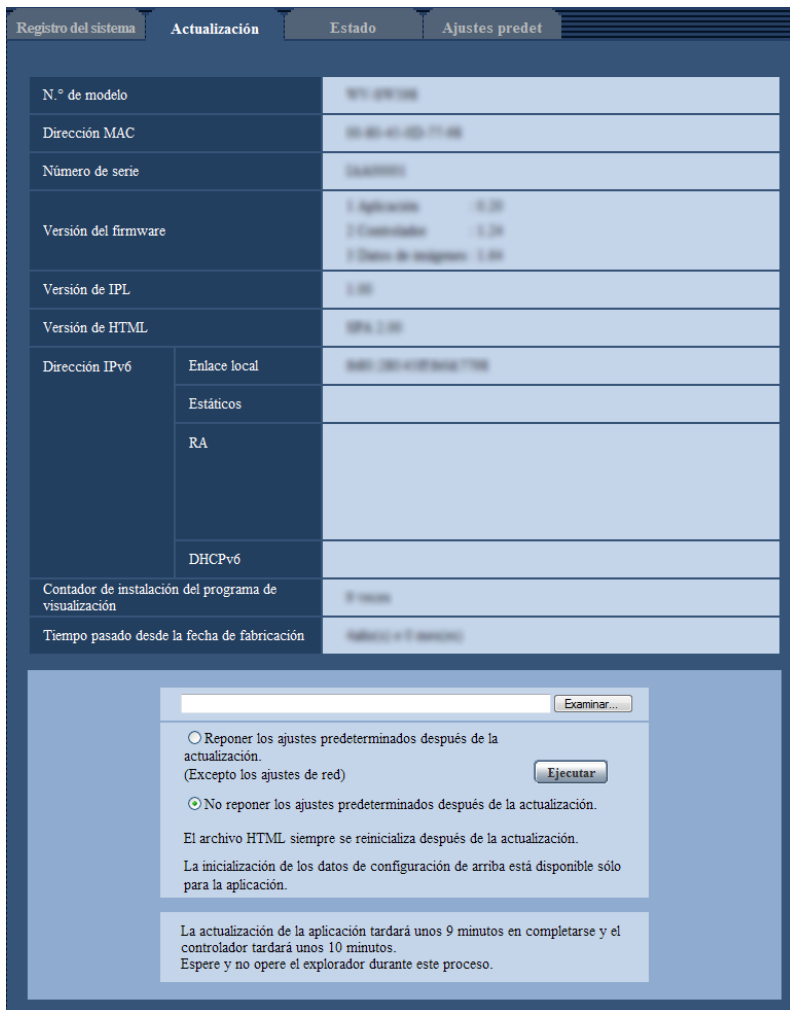 Registro del sistema
Actualización
Estado
Ajustes predet
N.° de modelo
Dirección MAC
Número de serie
Versión del firmware
Versión de IPL
Versión de HTML
Dirección IPv6
Enlace local
Estáticos
RA
DHCPv6
Contador de instalación del programa de
visualización
Tiempo pasado desde la fecha de fabricación
Examinar...
Reponer los ajustes predeterminados después de la
actualización.
(Excepto los ajustes de red)
Ejecutar
No reponer los ajustes predeterminados después de la actualización.
El archivo HTML siempre se reinicializa después de la actualización.
La inicialización de los datos de configuración de arriba está disponible sólo
para la aplicación.
La actualización de la aplicación tardará unos 9 minutos en completarse y el
controlador tardará unos 10 minutos.
Espere y no opere el explorador durante este proceso.